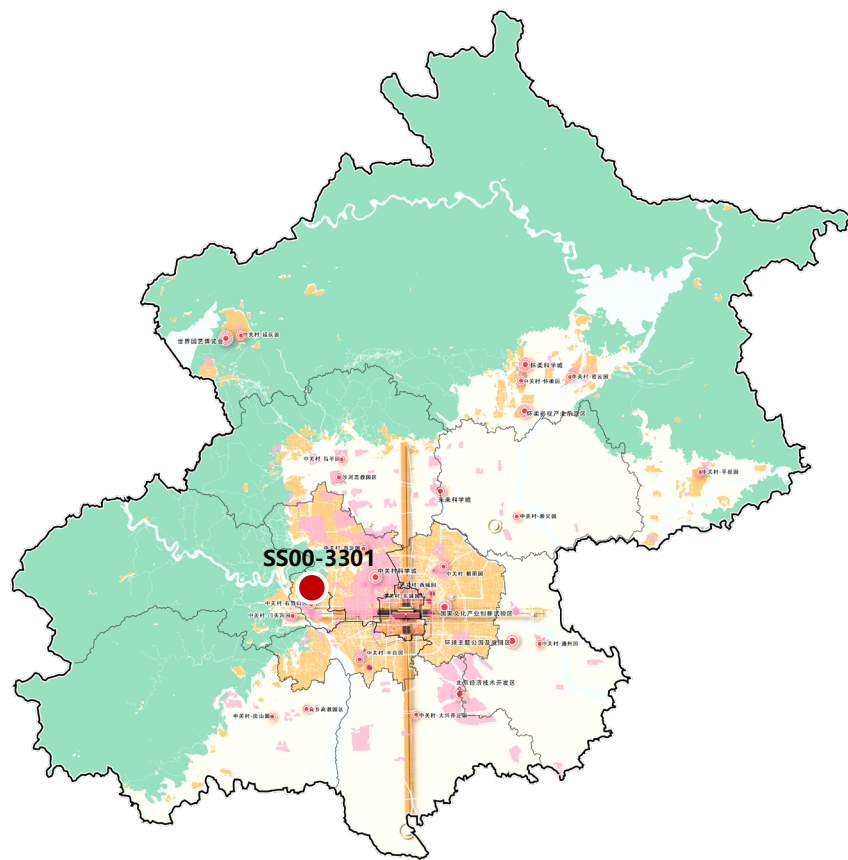 世界园艺博览会
中关村-延庆园
怀柔科学城
中关村-怀柔园
中关村-密云园
怀柔影视产业示范区
中关村-昌平园
中关村-平谷园
沙河高教园区
未来科学城
中关村-顺义园
SS00-3301
中关村科学城
中关村-朝阳园
中关村-西城园
中关村-东城园
中关村-石景山园
国家文化产业创新试验区
中关村-门头沟园
环球主题公园及度假区
中关村-通州园
中关村-丰台园
北京经济技术开发区
良乡高教园区
中关村-房山园
中关村-大兴亦庄园